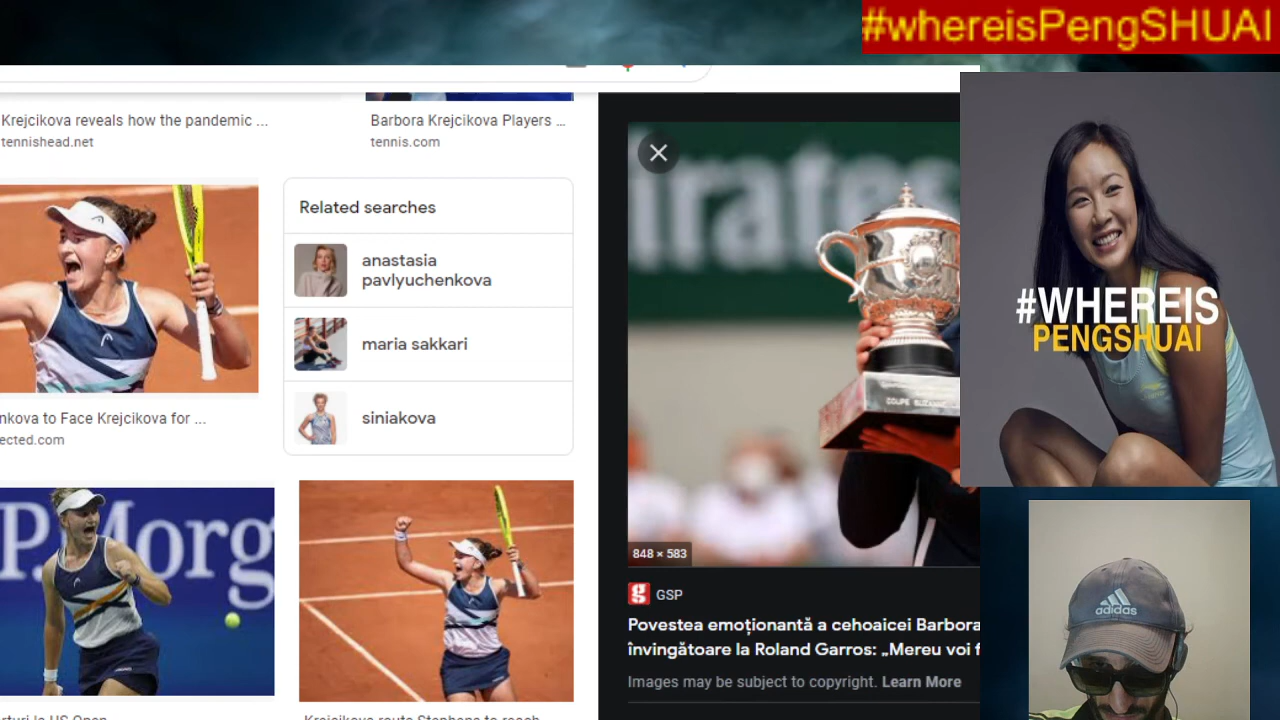 #whereisPengSHUAI
Krejcikova reveals how the pandemic ...
tennishead.net
Barbora Krejcikova Players ...
tennis.com
Related searches
anastasia
pavlyuchenkova
maria sakkari
siniakova
nkova to Face Krejcikova for ...
ected.com
P.Morg
irates
COUPE SUZANNE
848 × 583
GSP
Povestea emoționantă a cehoaicei Barbora
învingătoare la Roland Garros: „Mereu voi f
Images may be subject to copyright. Learn More
#WHEREIS
PENGSHUAI
adidas